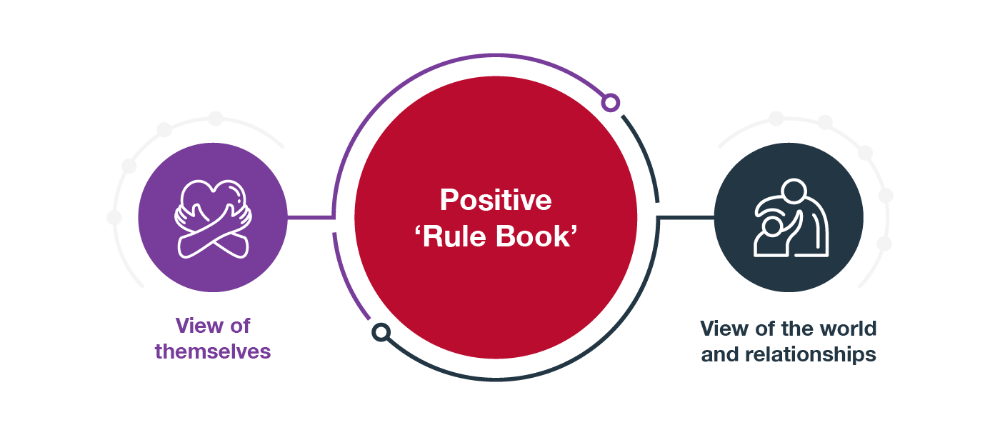 Positive
‘Rule Book’
View of
themselves
View of the world
and relationships